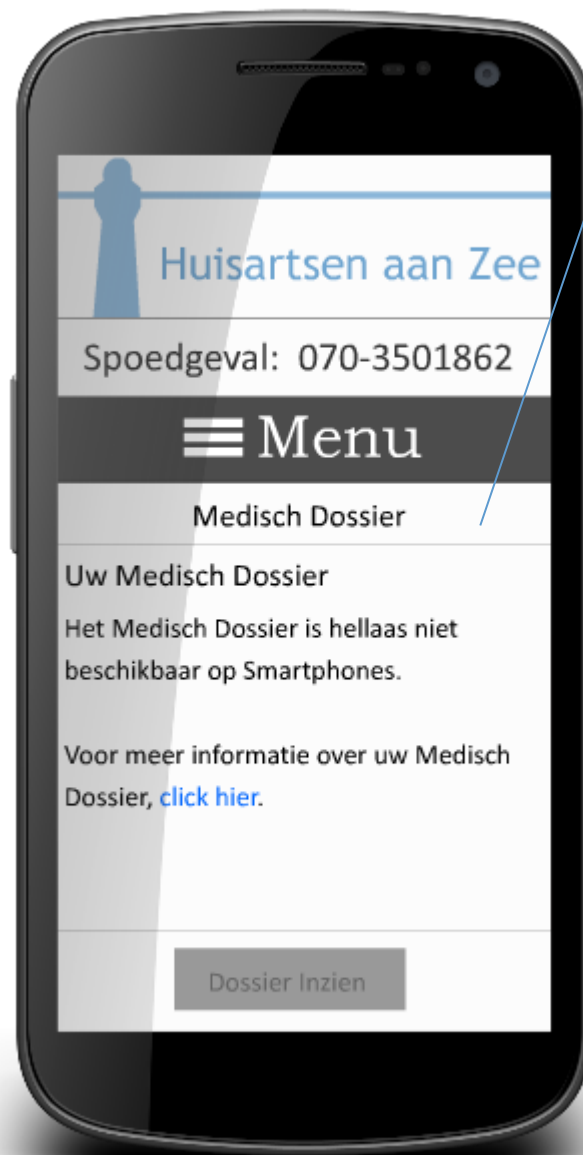 Huisartsen aan Zee
Spoedgeval: 070-3501862
Menu
Medisch Dossier
Uw Medisch Dossier
Het Medisch Dossier is hellaas niet
beschikbaar op Smartphones.
Voor meer informatie over uw Medisch
Dossier, click hier.
Dossier Inzien